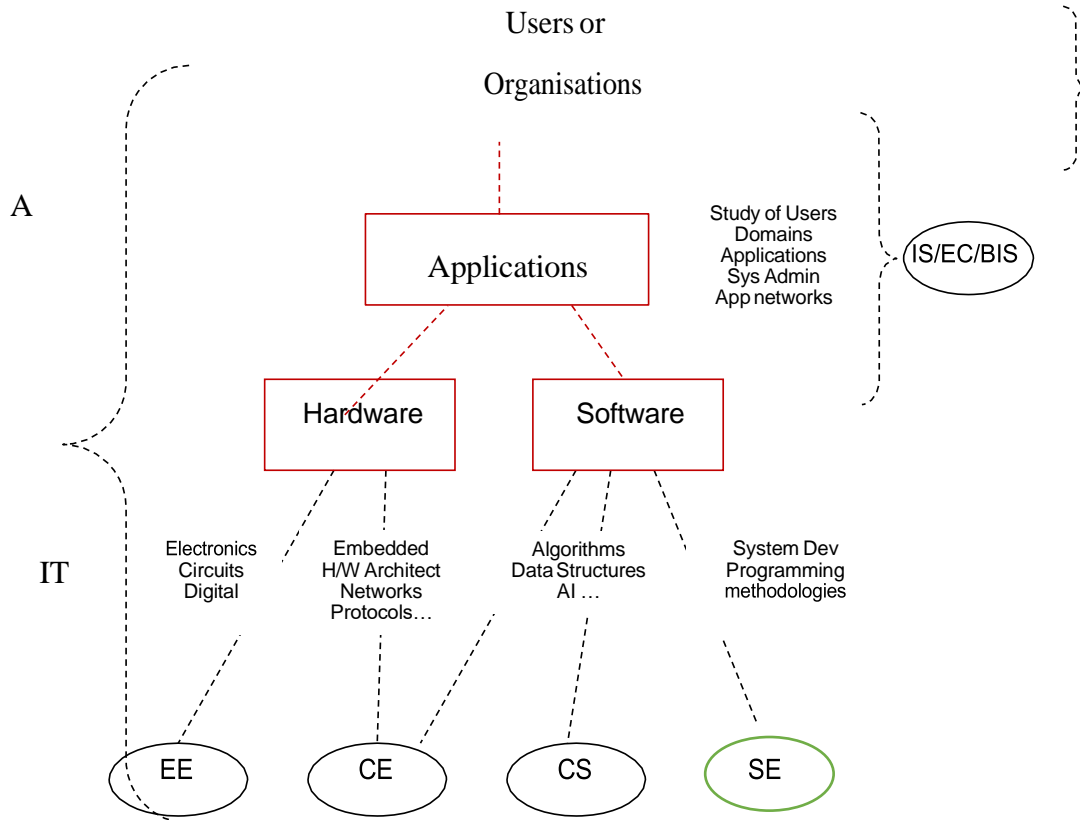 Users or
Organisations
A
Applications
Study of Users
Domains
Applications
Sys Admin
App networks
IS/EC/BIS
Hardware
Software
IT
Electronics
Circuits
Digital
Embedded
H/W Architect
Networks
Protocols…
Algorithms
Data Structures
AI …
System Dev
Programming
methodologies
EE
CE
CS
SE